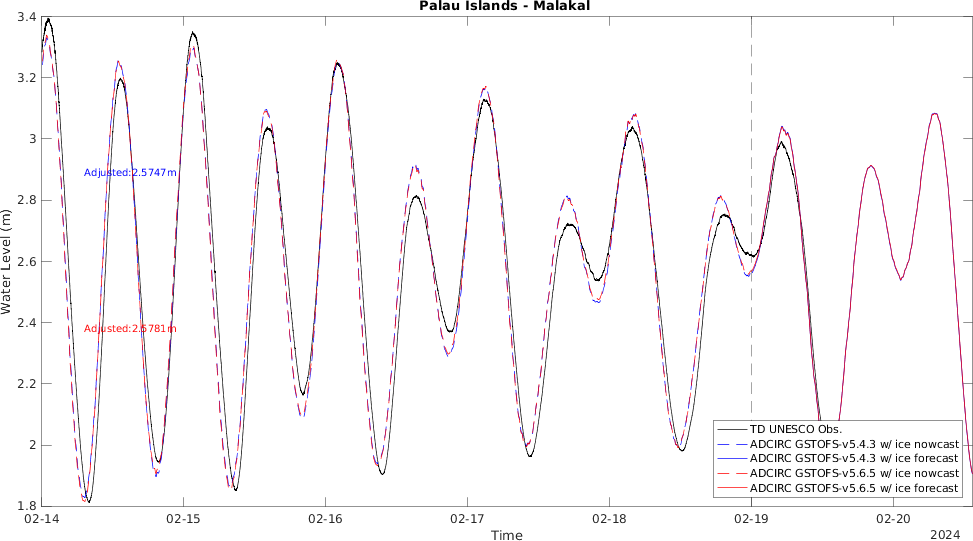 Palau Islands - Malakal
3.4
3.2
3
2.8
2.6
2.4
2.2
2
1.8
Water Level (m)
Adjusted:2.5747m
Adjusted:2.5781m
TD UNESCO Obs.
ADCIRC GSTOFS-v5.4.3 w/ ice nowcast
ADCIRC GSTOFS-v5.4.3 w/ ice forecast
ADCIRC GSTOFS-v5.6.5 w/ ice nowcast
ADCIRC GSTOFS-v5.6.5 w/ ice forecast
02-14 02-15 02-16 02-17 02-18 02-19 02-20
Time
2024